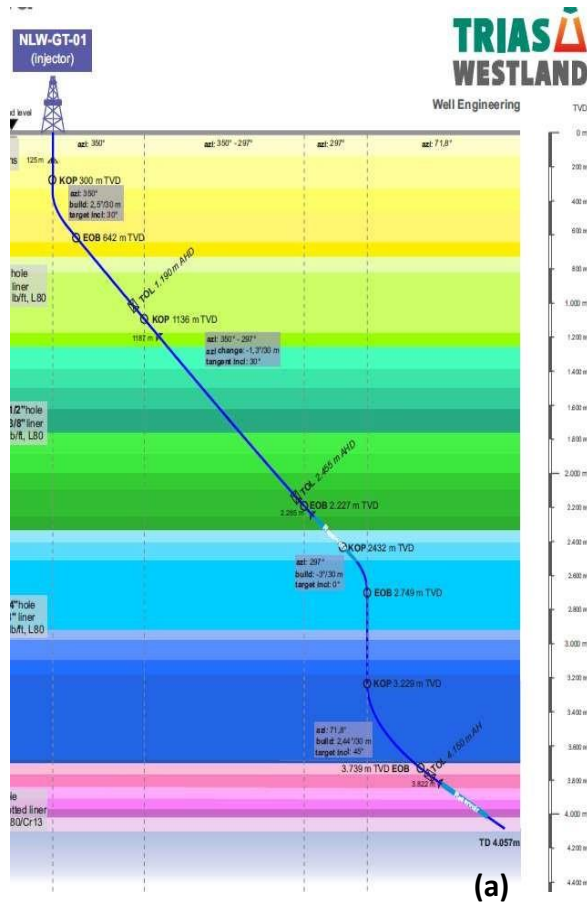 NLW-GT-01
(injector)
TRIAS
WESTLAND
Well Engineering
TVD
d level
azi: 350°
azi: 350° -297°
azi: 297°
azi: 71,8°
0 m
ns
125 m
200 m
KOP 300 m TVD
azi: 350°
build: 2,5°/30 m
target Incl: 30°
400 m
EOB 642 m TVD
600 m
800 m
hole
liner
lb/ft, L80
TOL 1.190 m AHD
1.000 m
KOP 1136 m TVD
1187 m
azi: 350° - 297°
azi change: -1,3°/30 m
tangent Incl: 30°
1.200 m
1.400 m
1/2" hole
3/8" liner
lb/ft, L80
1.600 m
1.800 m
TOL 2.455 m AHD
2.000 m
EOB 2.227 m TVD
2.200 m
2.285 m
KOP 2432 m TVD
2.400 m
azi: 297°
build: -3°/30 m
target Incl: 0°
2.600 m
EOB 2.749 m TVD
4" hole
" liner
lb/ft, L80
2.800 m
3.000 m
KOP 3.229 m TVD
3.200 m
azi: 71,8°
build: 2,44°/30 m
target Incl: 45°
3.400 m
TOL 4.150 m AH
3.600 m
3.739 m TVD EOB
3.822 m
3.800 m
le
otted liner
80/Cr13
4.000 m
TD 4.057m
4.200 m
(a)
4.400 m